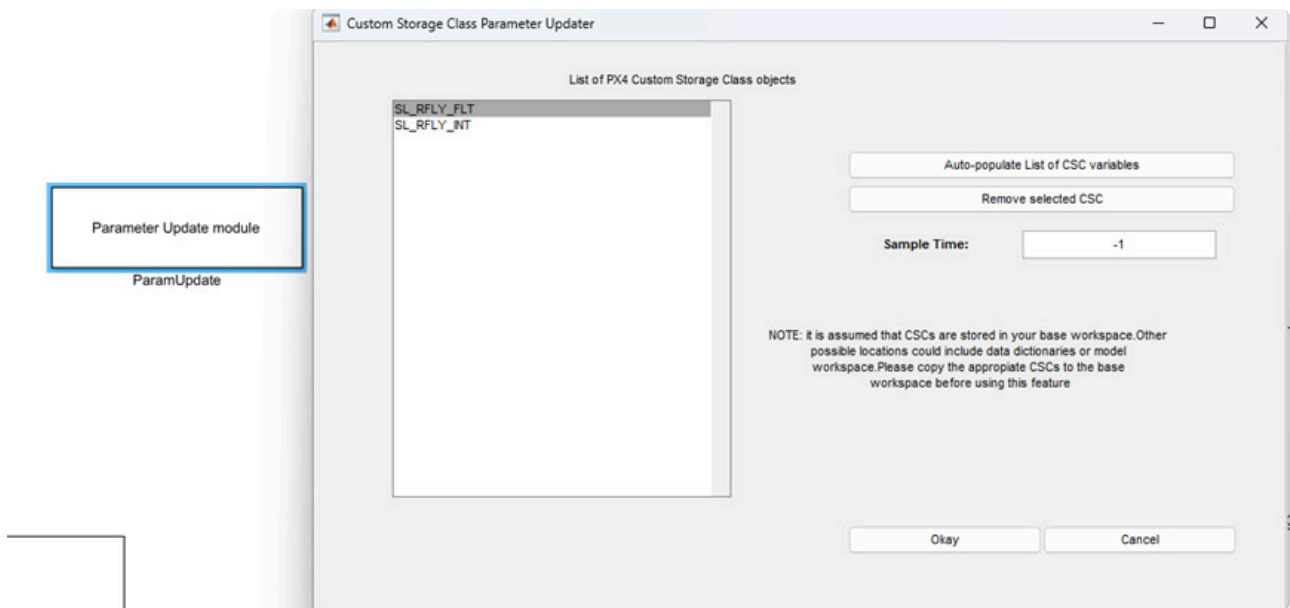 Custom Storage Class Parameter Updater
List of PX4 Custom Storage Class objects
SL_RFLY_FLT
SL_RFLY_INT
Auto-populate List of CSC variables
Remove selected CSC
Sample Time:
-1
Parameter Update module
ParamUpdate
NOTE: it is assumed that CSCs are stored in your base workspace.Other
possible locations could include data dictionaries or model
workspace.Please copy the appropiate CSCs to the base
workspace before using this feature
Okay
Cancel